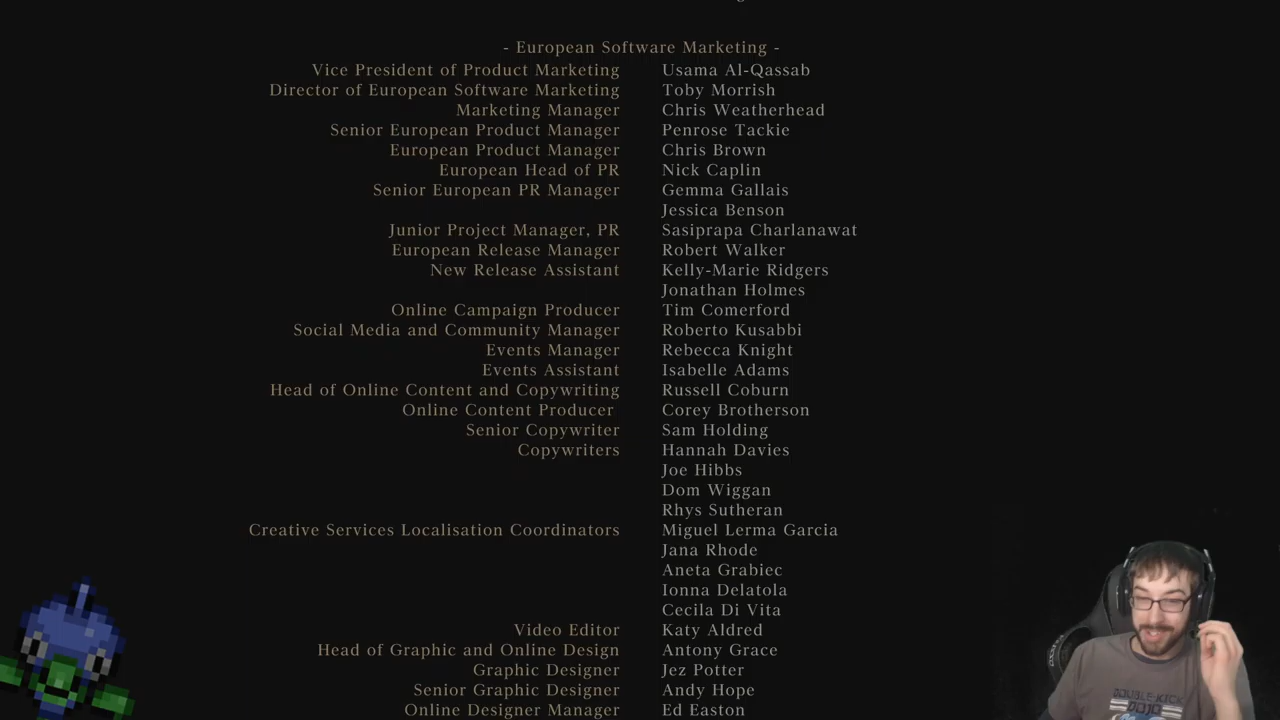 - European Software Marketing -
Vice President of Product Marketing Usama Al-Qassab
Director of European Software Marketing Toby Morrish
Marketing Manager Chris Weatherhead
Senior European Product Manager Penrose Tackie
European Product Manager Chris Brown
European Head of PR Nick Caplin
Senior European PR Manager Gemma Gallais
Jessica Benson
Junior Project Manager, PR Sasiprapa Charlanawat
European Release Manager Robert Walker
New Release Assistant Kelly-Marie Ridgers
Jonathan Holmes
Online Campaign Producer Tim Comerford
Social Media and Community Manager Roberto Kusabbi
Events Manager Rebecca Knight
Events Assistant Isabelle Adams
Head of Online Content and Copywriting Russell Coburn
Online Content Producer Corey Brotherson
Senior Copywriter Sam Holding
Copywriters Hannah Davies
Joe Hibbs
Dom Wiggan
Rhys Sutheran
Creative Services Localisation Coordinators Miguel Lerma Garcia
Jana Rhode
Aneta Grabiec
Ionna Delatola
Cecila Di Vita
Video Editor Katy Aldred
Head of Graphic and Online Design Antony Grace
Graphic Designer Jez Potter
Senior Graphic Designer Andy Hope
Online Designer Manager Ed Easton
DOUBLE-KICK
DOJO